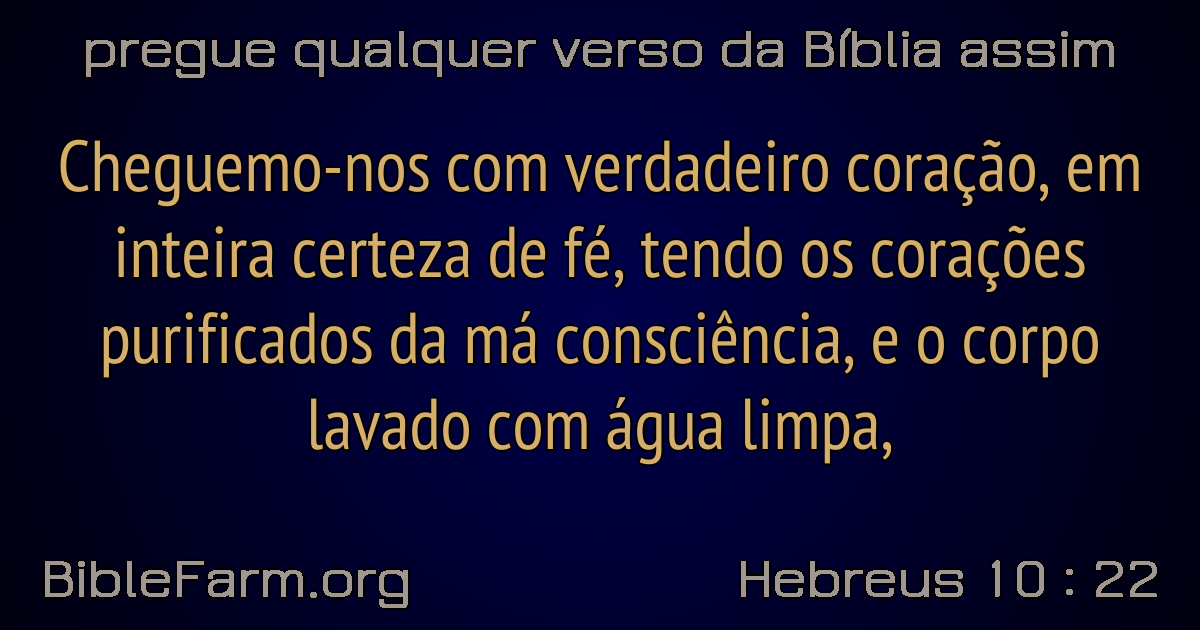 pregue qualquer verso da Bíblia assim
Cheguemo-nos com verdadeiro coração, em
inteira certeza de fé, tendo os corações
purificados da má consciência, e o corpo
lavado com água limpa,
BibleFarm.org
Hebreus 10 : 22